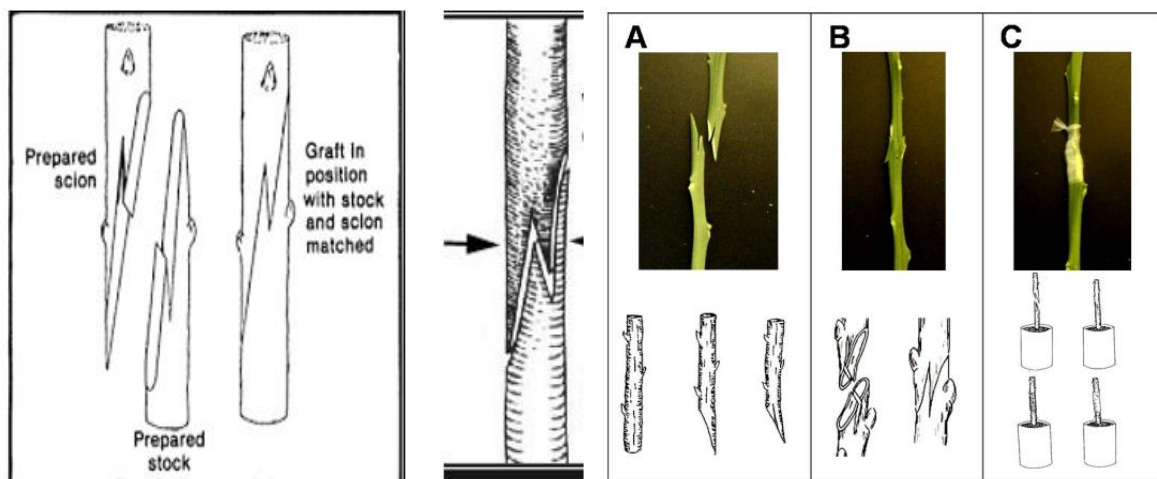 Prepared
scion
Graft in
position
with stock
and scion
matched
Prepared
stock
A
B
C